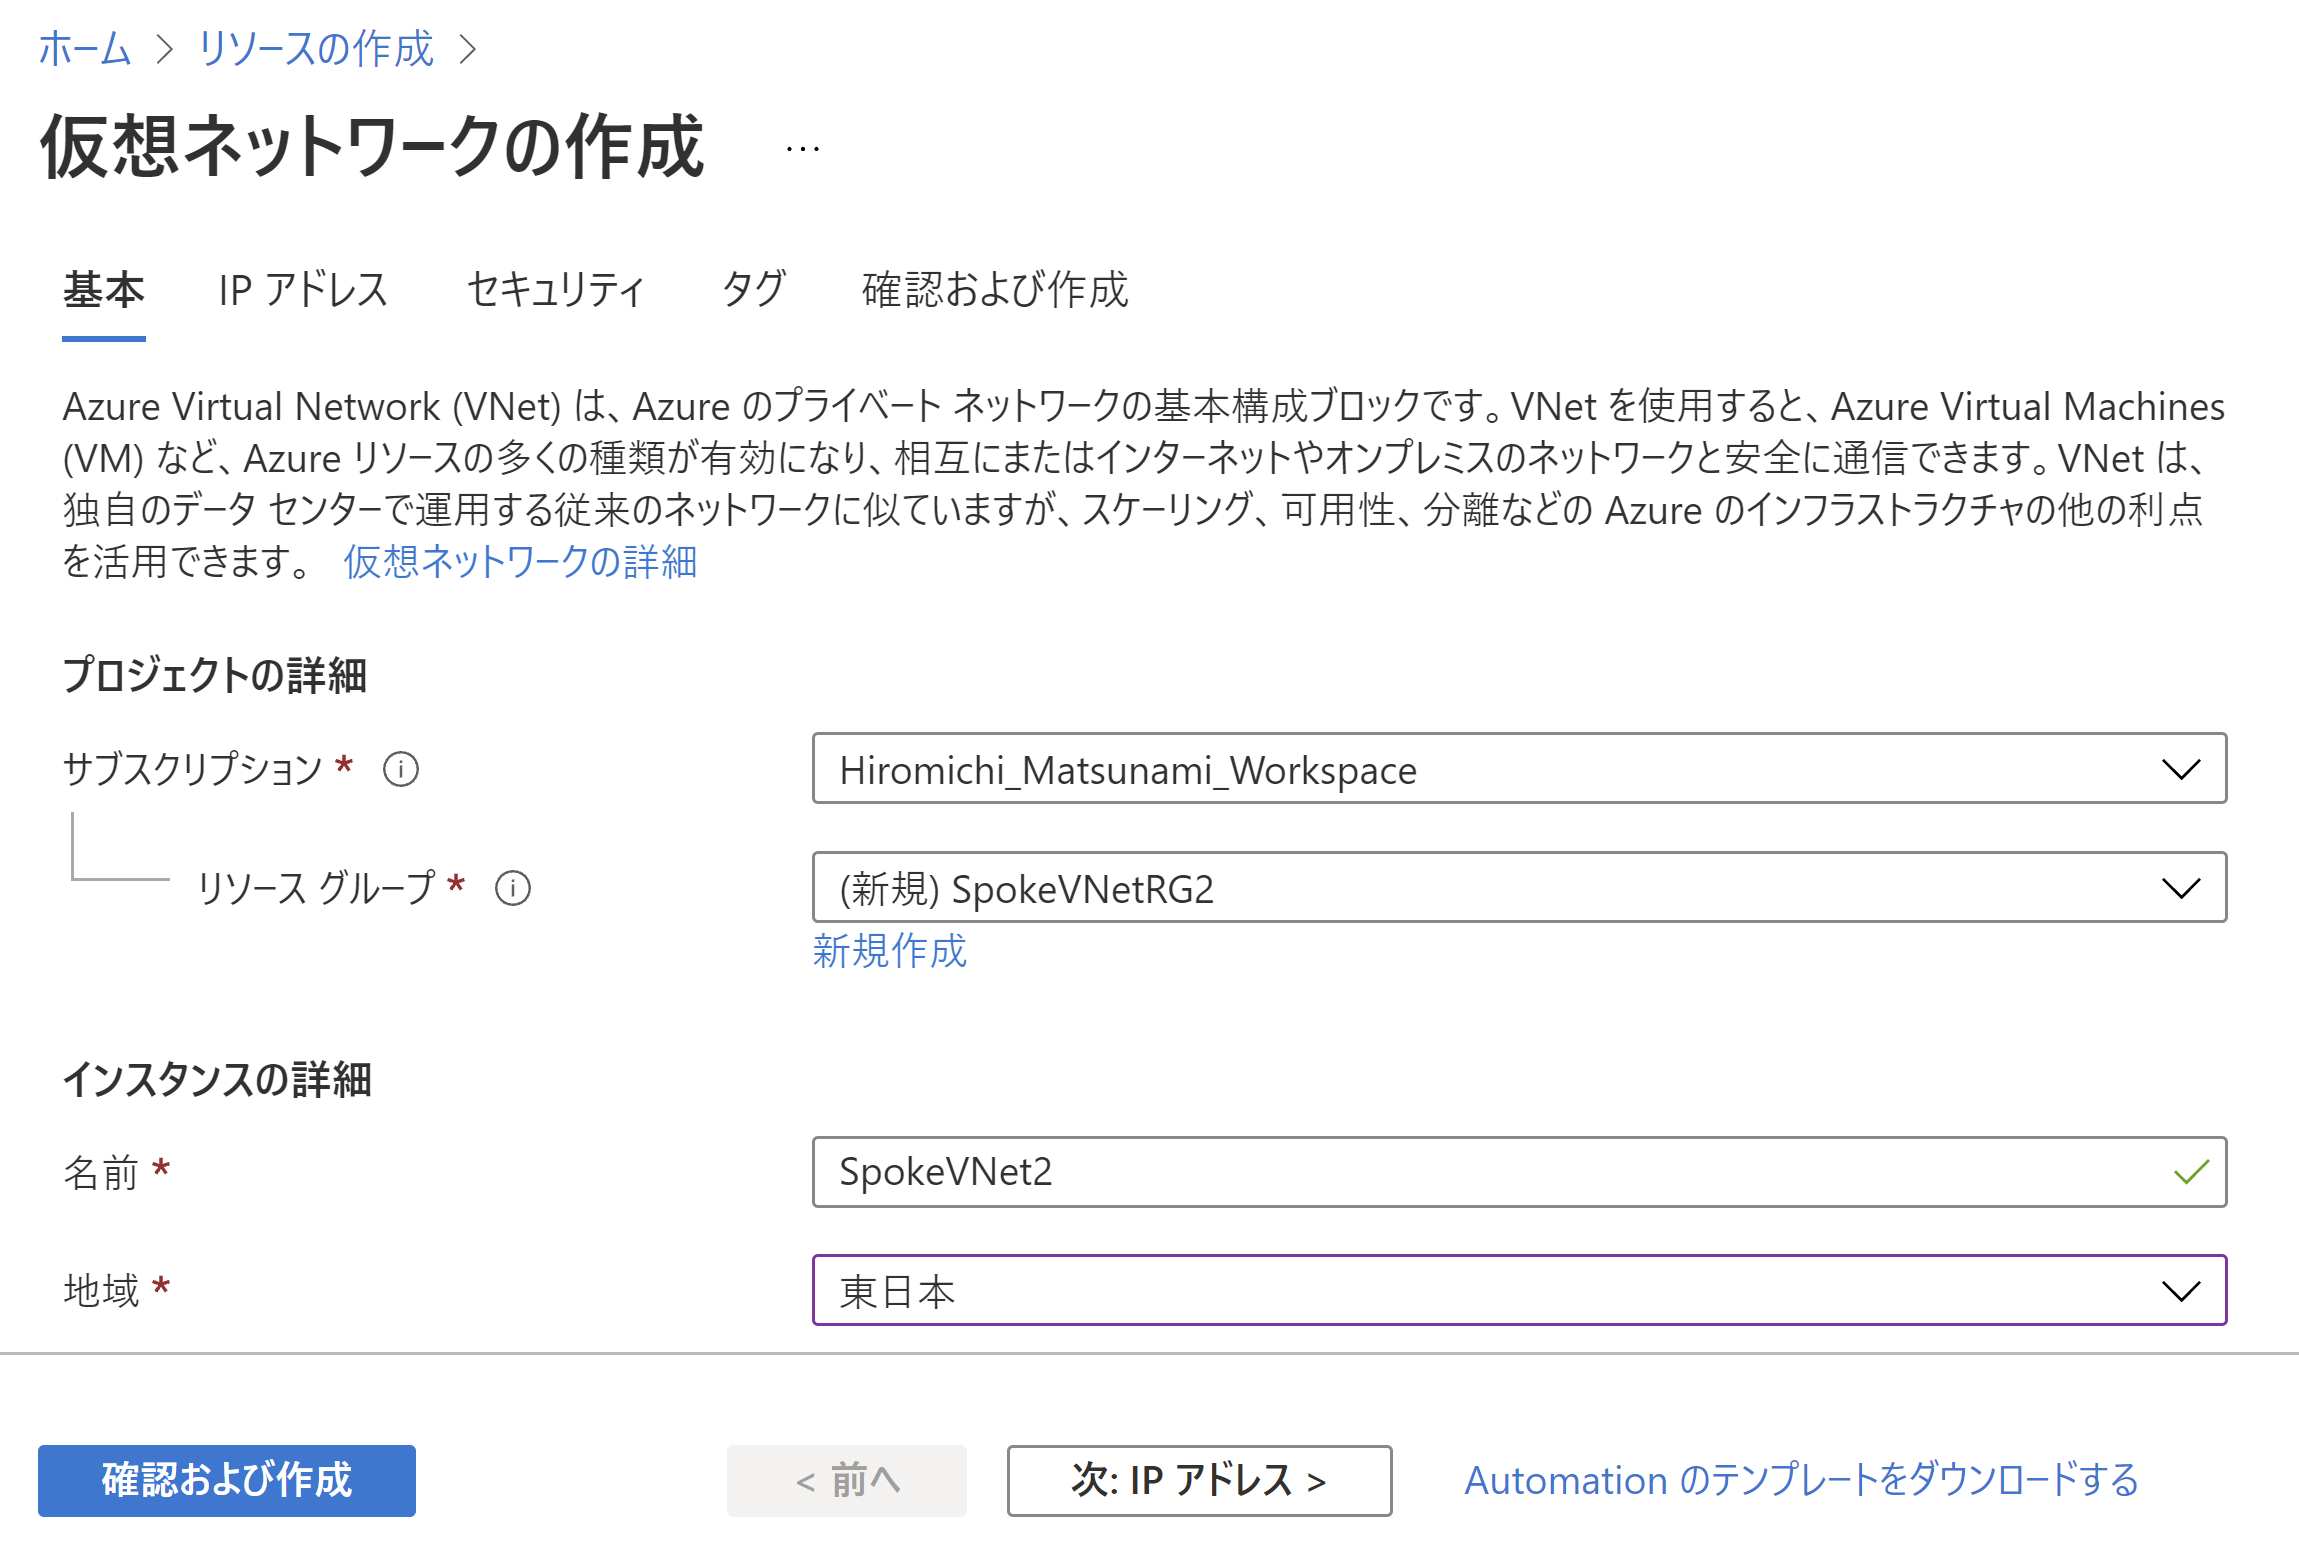 ホーム > リソースの作成 >
仮想ネットワークの作成 …
基本 IP アドレス セキュリティ タグ 確認および作成
Azure Virtual Network (VNet) は、Azure のプライベート ネットワークの基本構成ブロックです。VNet を使用すると、Azure Virtual Machines
(VM) など、Azure リソースの多くの種類が有効になり、相互にまたはインターネットやオンプレミスのネットワークと安全に通信できます。VNet は、
独自のデータ センターで運用する従来のネットワークに似ていますが、スケーリング、可用性、分離などの Azure のインフラストラクチャの他の利点
を活用できます。 仮想ネットワークの詳細
プロジェクトの詳細
サブスクリプション *
Hiromichi_Matsunami_Workspace
リソース グループ *
(新規) SpokeVNetRG2
新規作成
インスタンスの詳細
名前 *
SpokeVNet2
地域 *
東日本
確認および作成
< 前へ
次: IP アドレス >
Automation のテンプレートをダウンロードする